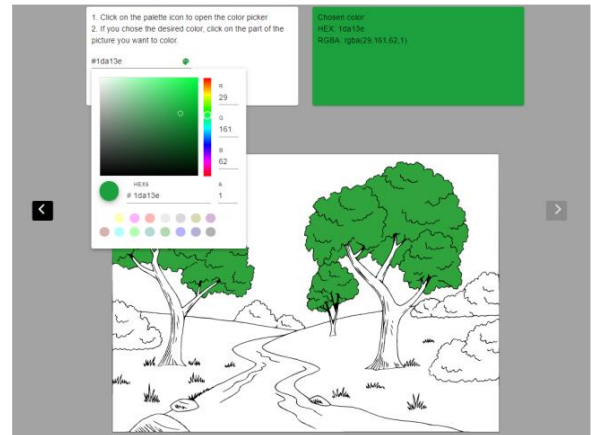 1. Click on the palette icon to open the color picker
2. If you chose the desired color, click on the part of the
picture you want to color.
#1da13e
Chosen color
HEX: 1da13e
RGBA: rgba(29,161,62,1)
R
29
G
161
B
62
HEX6
# 1da13e
A
1